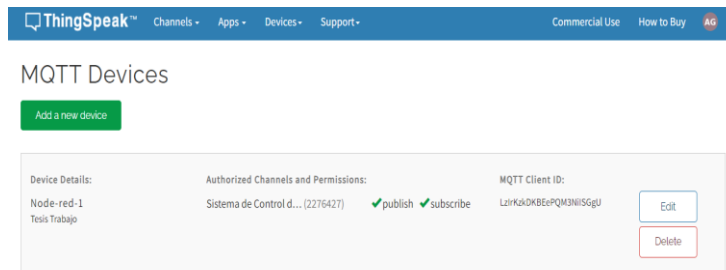 ThingSpeak™ Channels Apps Devices Support Commercial Use How to Buy AG
MQTT Devices
Add a new device
Device Details: Authorized Channels and Permissions: MQTT Client ID:
Node-red-1 Sistema de Control d... (2276427) publish subscribe LzIrKzkDKBEePQM3NiISGgU Edit
Tesis Trabajo
Delete